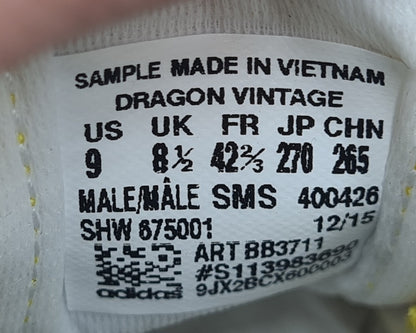 SAMPLE MADE IN VIETNAM
DRAGON VINTAGE
US UK FR JP CHN
9 8½ 42⅔ 270 265
MALE/MÂLE SMS 400426
SHW 675001 12/15
ART BB3711
#S113983690
adidas 9JX2BCX600003